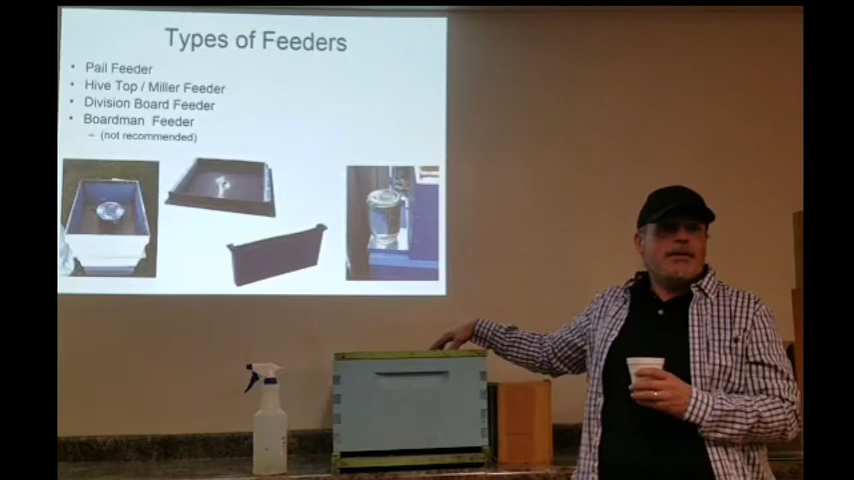 Types of Feeders
• Pail Feeder
• Hive Top / Miller Feeder
• Division Board Feeder
• Boardman Feeder
– (not recommended)